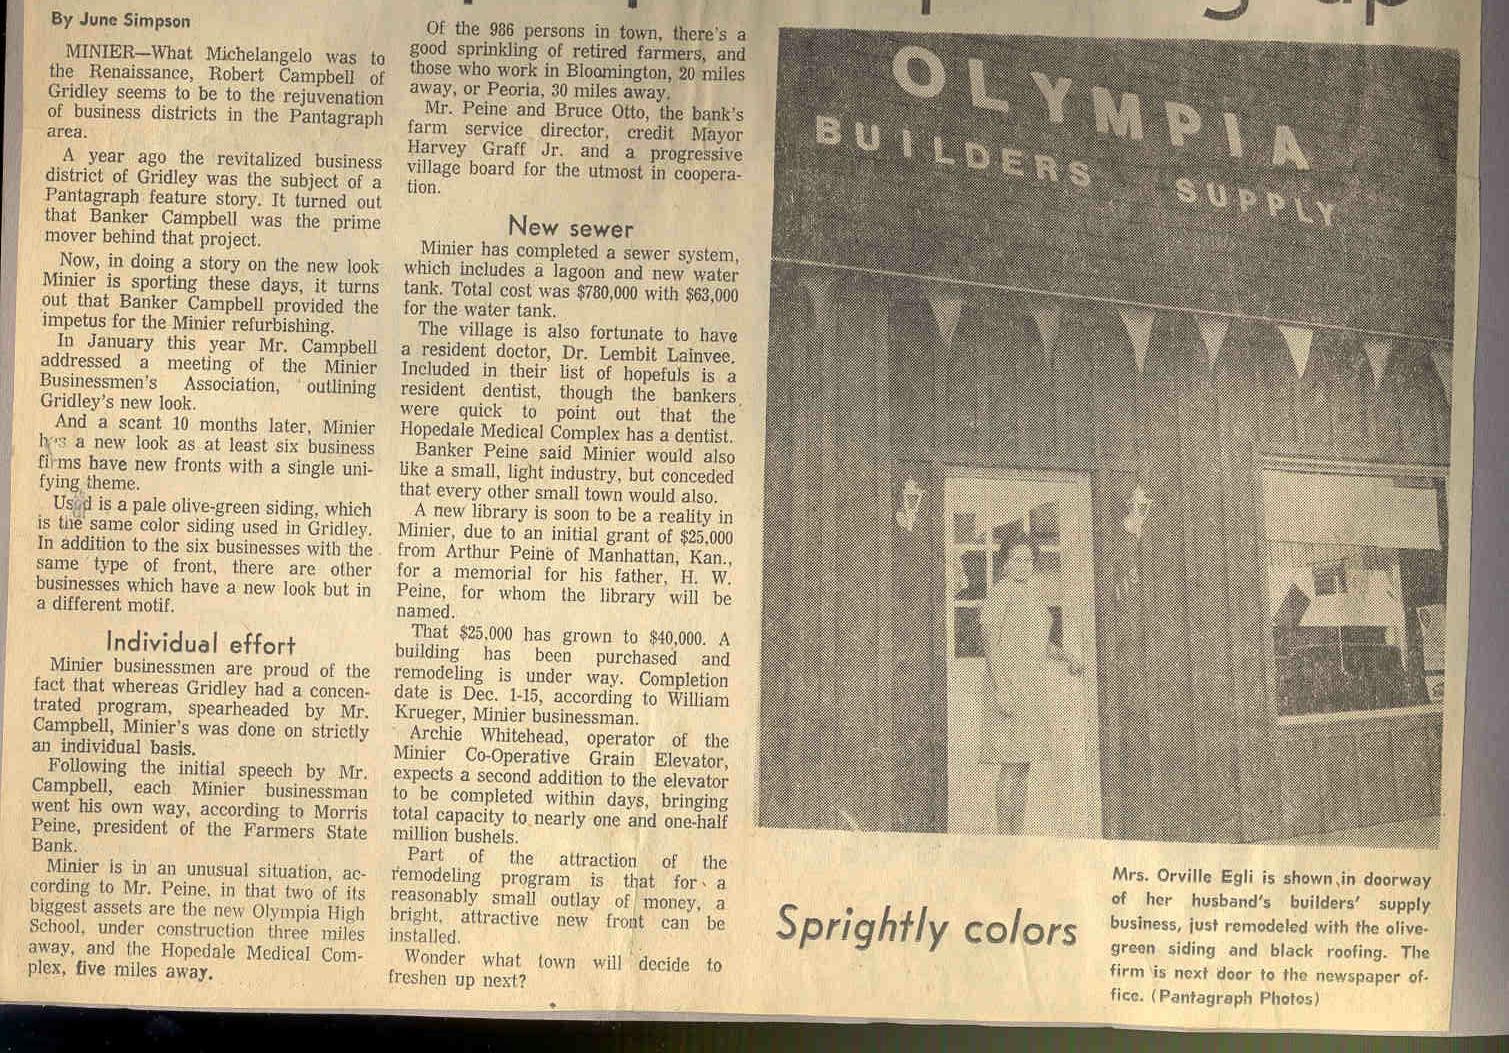 By June Simpson
MINIER—What Michelangelo was to
the Renaissance, Robert Campbell of
Gridley seems to be to the rejuvenation
of business districts in the Pantagraph
area.
A year ago the revitalized business
district of Gridley was the subject of a
Pantagraph feature story. It turned out
that Banker Campbell was the prime
mover behind that project.
Now, in doing a story on the new look
Minier is sporting these days, it turns
out that Banker Campbell provided the
impetus for the Minier refurbishing.
In January this year Mr. Campbell
addressed a meeting of the Minier
Businessmen's Association, outlining
Gridley's new look.
And a scant 10 months later, Minier
has a new look as at least six business
firms have new fronts with a single uni-
fying theme.
Used is a pale olive-green siding, which
is the same color siding used in Gridley.
In addition to the six businesses with the
same type of front, there are other
businesses which have a new look but in
a different motif.
Individual effort
Minier businessmen are proud of the
fact that whereas Gridley had a concen-
trated program, spearheaded by Mr.
Campbell, Minier's was done on strictly
an individual basis.
Following the initial speech by Mr.
Campbell, each Minier businessman
went his own way, according to Morris
Peine, president of the Farmers State
Bank.
Minier is in an unusual situation, ac-
cording to Mr. Peine, in that two of its
biggest assets are the new Olympia High
School, under construction three miles
away, and the Hopedale Medical Com-
plex, five miles away.
Of the 986 persons in town, there's a
good sprinkling of retired farmers, and
those who work in Bloomington, 20 miles
away, or Peoria, 30 miles away.
Mr. Peine and Bruce Otto, the bank's
farm service director, credit Mayor
Harvey Graff Jr. and a progressive
village board for the utmost in coopera-
tion.
New sewer
Minier has completed a sewer system,
which includes a lagoon and new water
tank. Total cost was $780,000 with $63,000
for the water tank.
The village is also fortunate to have
a resident doctor, Dr. Lembit Lainvee.
Included in their list of hopefuls is a
resident dentist, though the bankers
were quick to point out that the
Hopedale Medical Complex has a dentist.
Banker Peine said Minier would also
like a small, light industry, but conceded
that every other small town would also.
A new library is soon to be a reality in
Minier, due to an initial grant of $25,000
from Arthur Peine of Manhattan, Kan.,
for a memorial for his father, H. W.
Peine, for whom the library will be
named.
That $25,000 has grown to $40,000. A
building has been purchased and
remodeling is under way. Completion
date is Dec. 1-15, according to William
Krueger, Minier businessman.
Archie Whitehead, operator of the
Minier Co-Operative Grain Elevator,
expects a second addition to the elevator
to be completed within days, bringing
total capacity to nearly one and one-half
million bushels.
Part of the attraction of the
remodeling program is that for a
reasonably small outlay of money, a
bright, attractive new front can be
installed.
Wonder what town will decide to
freshen up next?
OLYMPIA
BUILDERS SUPPLY
Sprightly colors
Mrs. Orville Egli is shown in doorway
of her husband's builders' supply
business, just remodeled with the olive-
green siding and black roofing. The
firm is next door to the newspaper of-
fice. (Pantagraph Photos)